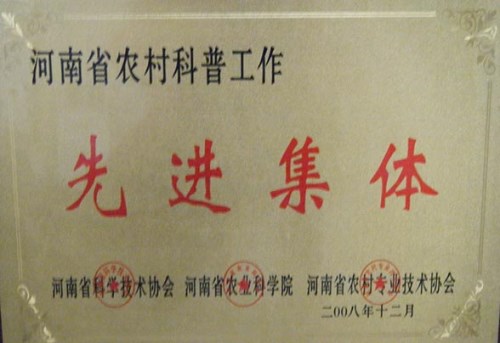 河南省农村科普工作
先进集体
河南省科学技术协会 河南省农业科学院 河南省农村专业技术协会
二00八年十二月